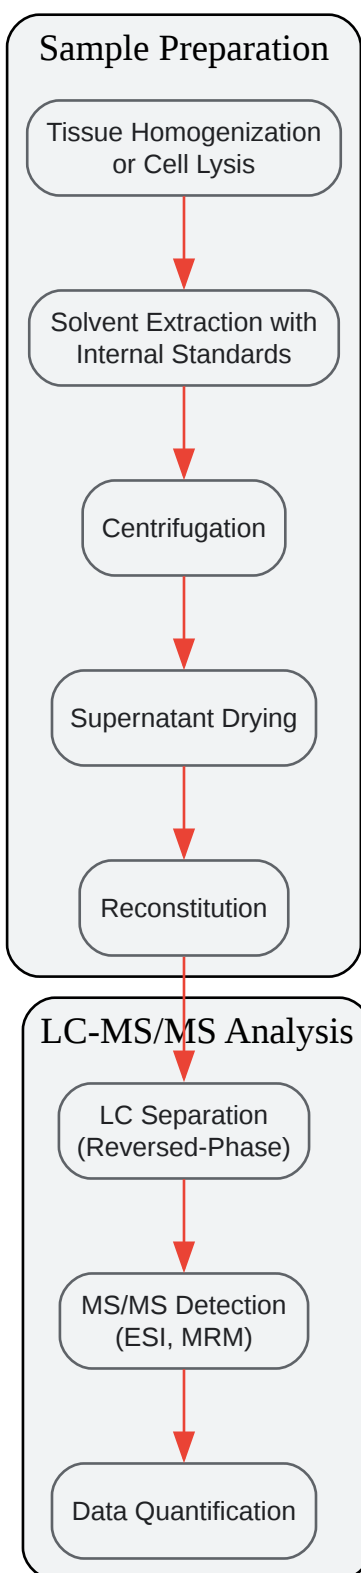 Sample Preparation
Tissue Homogenization
or Cell Lysis
Solvent Extraction with
Internal Standards
Centrifugation
Supernatant Drying
Reconstitution
LC-MS/MS Analysis
LC Separation
(Reversed-Phase)
MS/MS Detection
(ESI, MRM)
Data Quantification